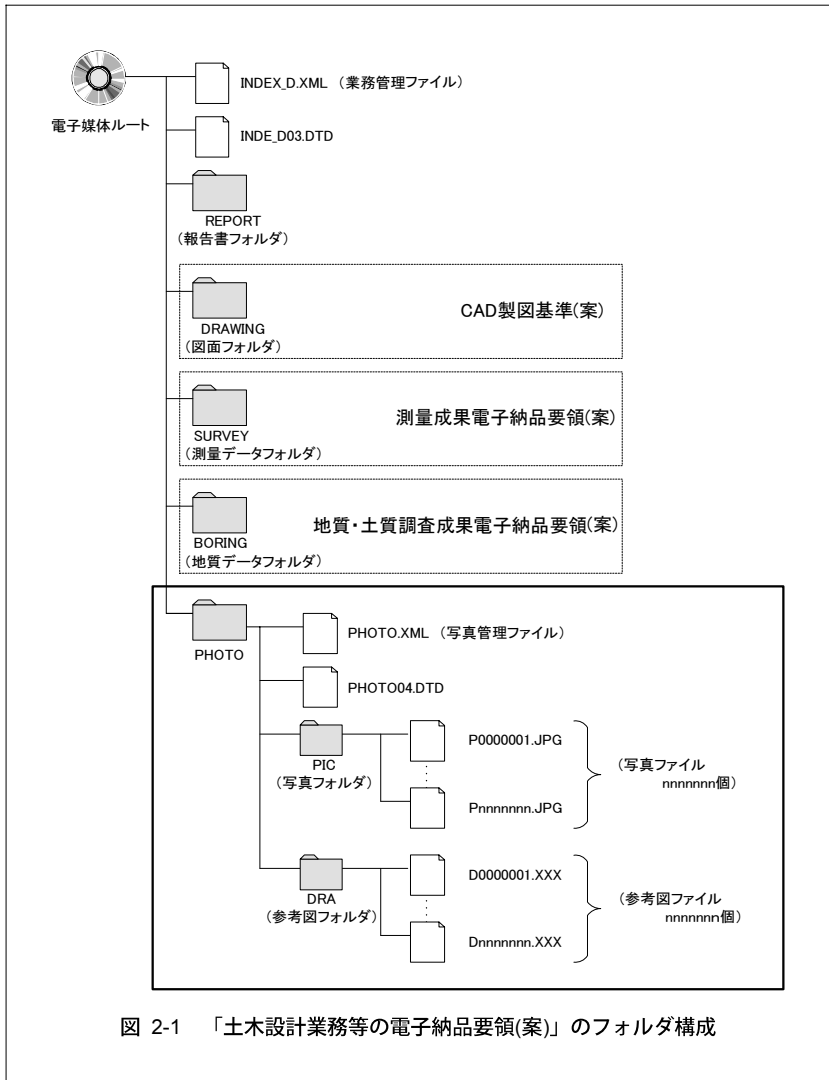 INDEX_D.XML （業務管理ファイル）
電子媒体ルート
INDE_D03.DTD
REPORT
（報告書フォルダ）
DRAWING
（図面フォルダ）
CAD製図基準(案)
SURVEY
（測量データフォルダ）
測量成果電子納品要領(案)
BORING
（地質データフォルダ）
地質・土質調査成果電子納品要領(案)
PHOTO
PHOTO.XML （写真管理ファイル）
PHOTO04.DTD
PIC
（写真フォルダ）
P0000001.JPG
Pnnnnnnn.JPG
（写真ファイル
nnnnnnn個）
DRA
（参考図フォルダ）
D0000001.XXX
Dnnnnnnn.XXX
（参考図ファイル
nnnnnnn個）
図 2-1 「土木設計業務等の電子納品要領(案)」のフォルダ構成